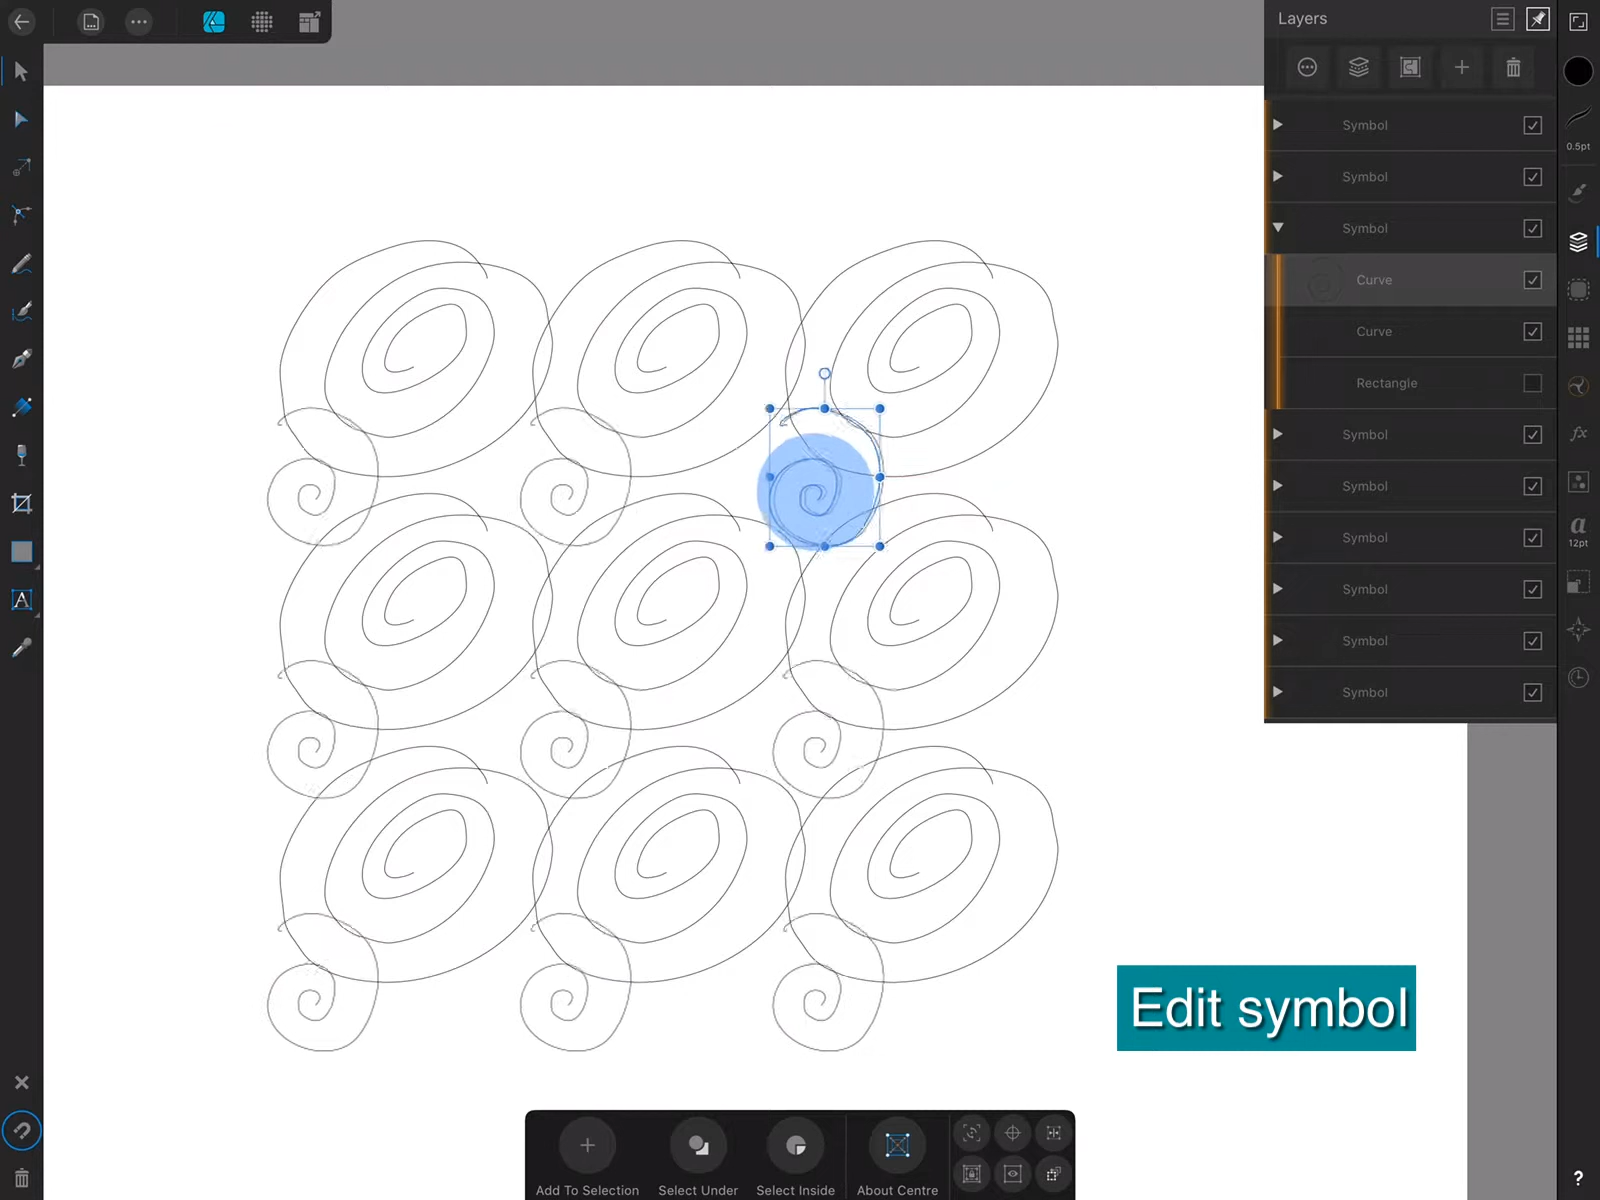 Layers
Symbol
0.5pt
Symbol
Symbol
Curve
Curve
Rectangle
Symbol
fx
Symbol
a
12pt
Symbol
Symbol
A
Symbol
Symbol
Edit symbol
Add To Selection
Select Under
Select Inside
About Centre
?